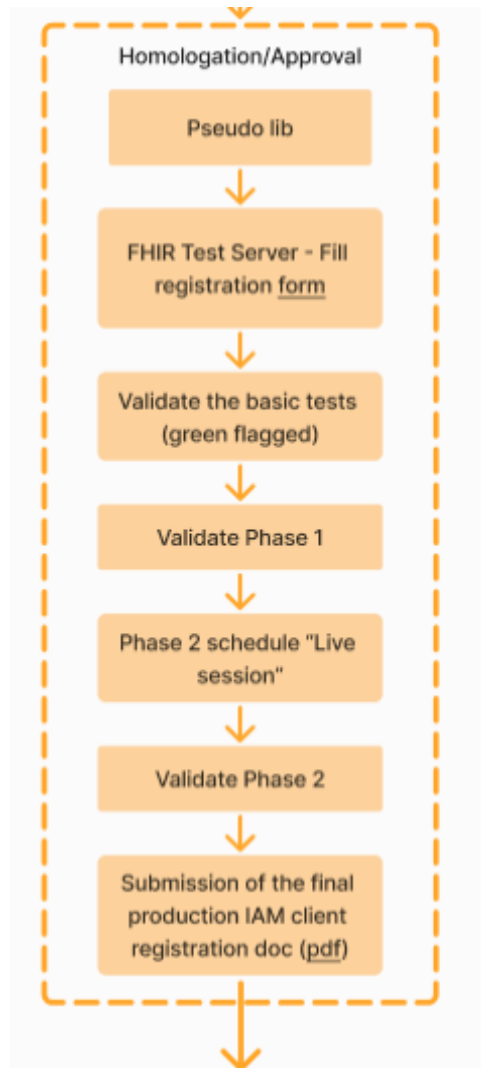 Homologation/Approval
Pseudo lib
FHIR Test Server - Fill
registration form
Validate the basic tests
(green flagged)
Validate Phase 1
Phase 2 schedule "Live
session"
Validate Phase 2
Submission of the final
production IAM client
registration doc (pdf)